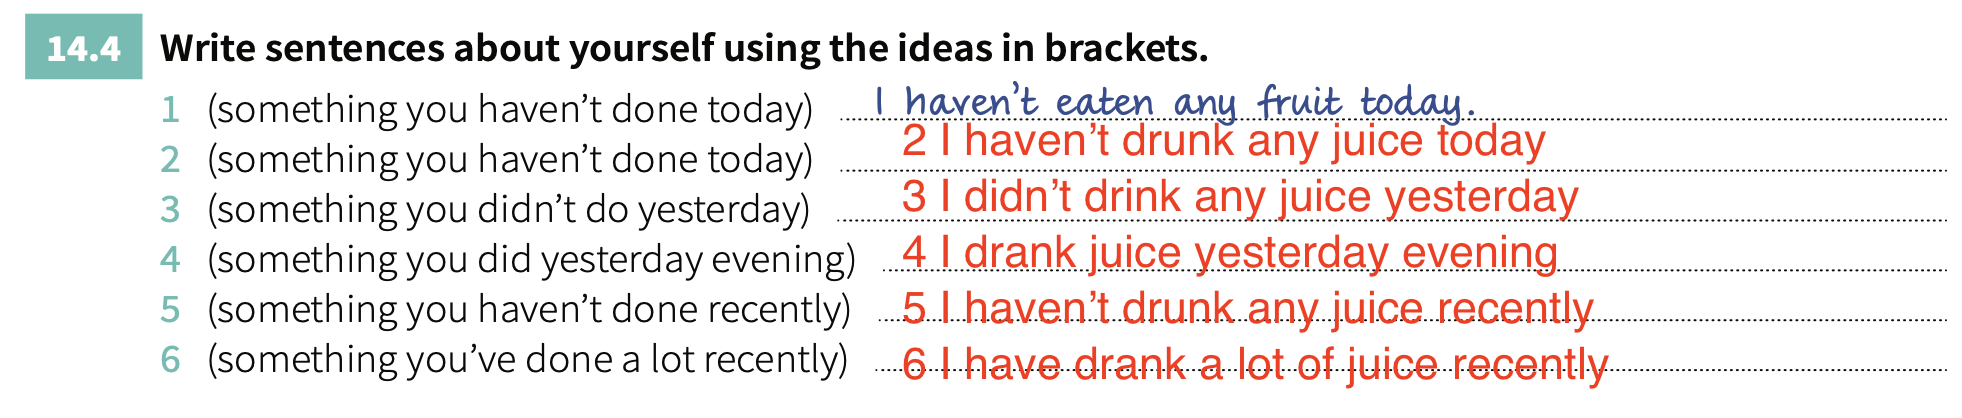 14.4 Write sentences about yourself using the ideas in brackets.
1 (something you haven't done today) I haven't eaten any fruit today.
2 (something you haven't done today) 2 I haven't drunk any juice today
3 (something you didn't do yesterday) 3 I didn't drink any juice yesterday
4 (something you did yesterday evening) 4 I drank juice yesterday evening
5 (something you haven't done recently) 5 I haven't drunk any juice recently
6 (something you've done a lot recently) 6 I have drank a lot of juice recently